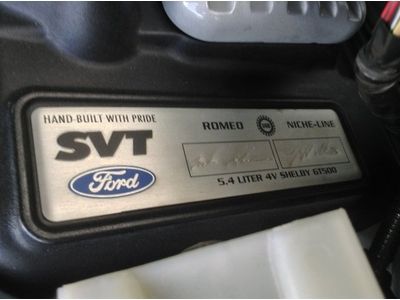 HAND-BUILT WITH PRIDE
SVT
Ford
ROMEO NICHE-LINE
5.4 LITER 4V SHELBY GT500